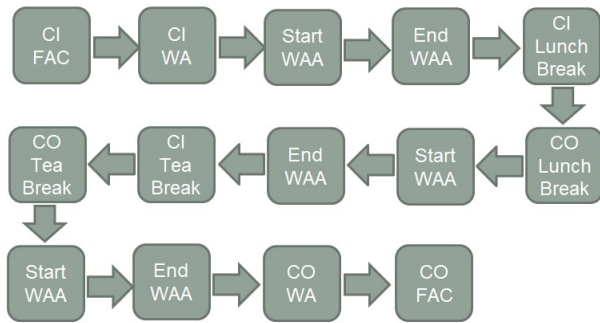 CI
FAC
CI
WA
Start
WAA
End
WAA
CI
Lunch
Break
CO
Lunch
Break
Start
WAA
End
WAA
CI
Tea
Break
CO
Tea
Break
Start
WAA
End
WAA
CO
WA
CO
FAC